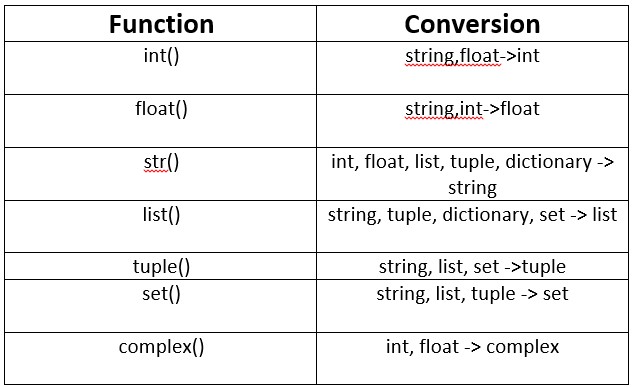 Function Conversion
int() string,float->int
float() string,int->float
str() int, float, list, tuple, dictionary ->
string
list() string, tuple, dictionary, set -> list
tuple() string, list, set ->tuple
set() string, list, tuple -> set
complex() int, float -> complex